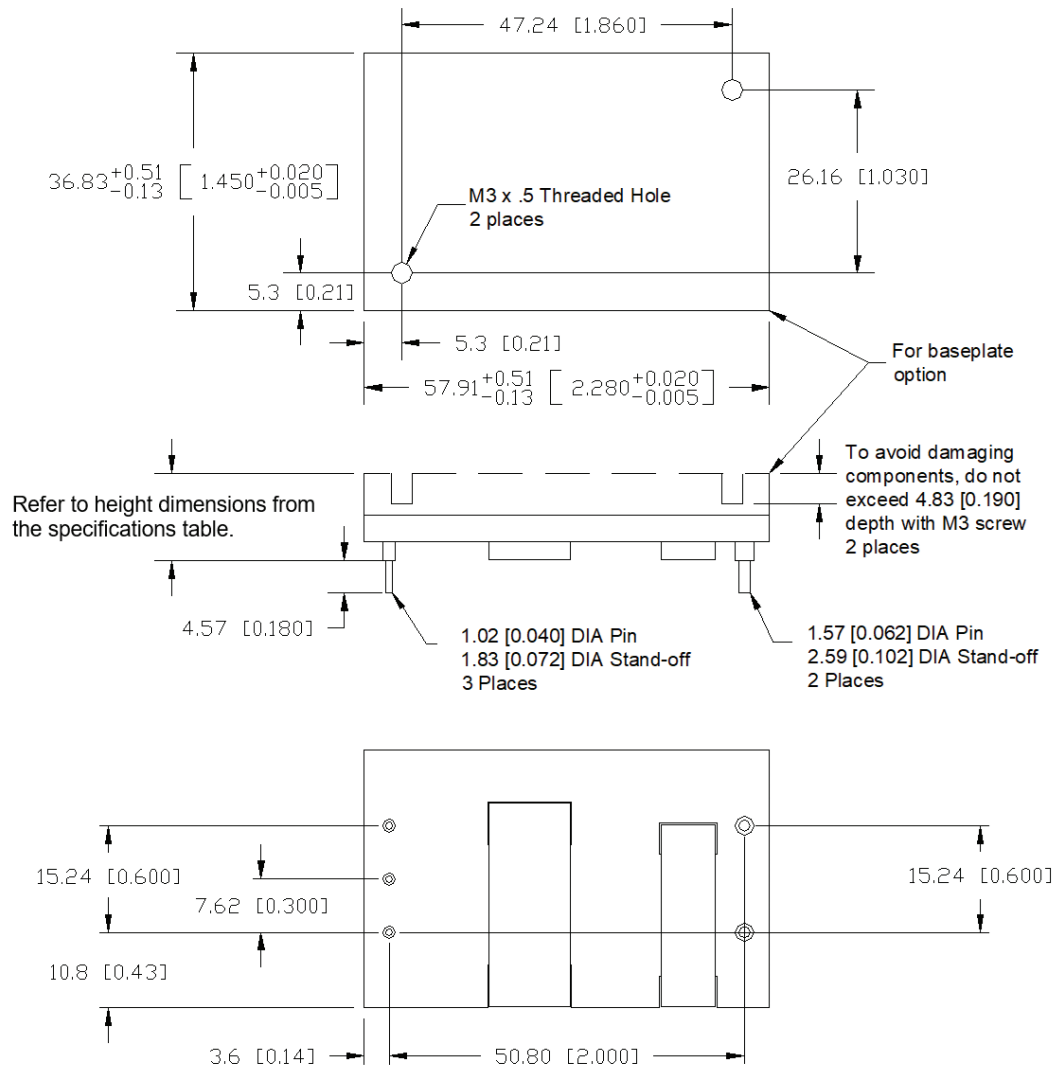 47.24 [1.860]
36.83 +0.51 -0.13 [ 1.450 +0.020 -0.005 ]
26.16 [1.030]
M3 x .5 Threaded Hole
2 places
5.3 [0.21]
5.3 [0.21]
57.91 +0.51 -0.13 [ 2.280 +0.020 -0.005 ]
For baseplate
option
Refer to height dimensions from
the specifications table.
To avoid damaging
components, do not
exceed 4.83 [0.190]
depth with M3 screw
2 places
4.57 [0.180]
1.02 [0.040] DIA Pin
1.83 [0.072] DIA Stand-off
3 Places
1.57 [0.062] DIA Pin
2.59 [0.102] DIA Stand-off
2 Places
15.24 [0.600]
7.62 [0.300]
15.24 [0.600]
10.8 [0.43]
3.6 [0.14]
50.80 [2.000]